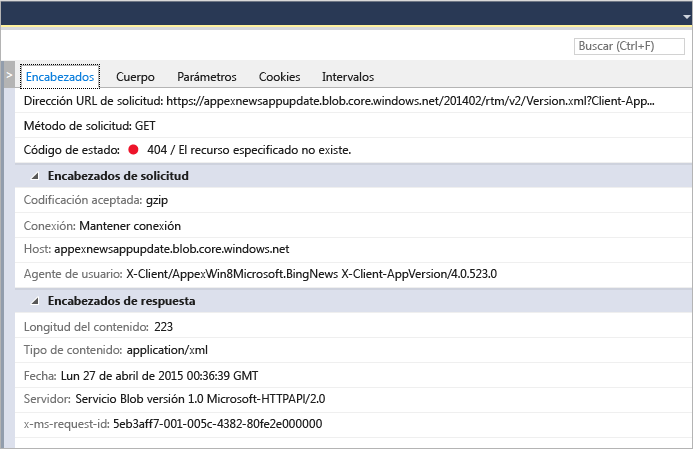 Buscar (Ctrl+F)
Encabezados Cuerpo Parámetros Cookies Intervalos
Dirección URL de solicitud: https://appexnewsappupdate.blob.core.windows.net/201402/rtm/v2/Version.xml?Client-App...
Método de solicitud: GET
Código de estado: 404 / El recurso especificado no existe.
Encabezados de solicitud
Codificación aceptada: gzip
Conexión: Mantener conexión
Host: appexnewsappupdate.blob.core.windows.net
Agente de usuario: X-Client/AppexWin8Microsoft.BingNews X-Client-AppVersion/4.0.523.0
Encabezados de respuesta
Longitud del contenido: 223
Tipo de contenido: application/xml
Fecha: Lun 27 de abril de 2015 00:36:39 GMT
Servidor: Servicio Blob versión 1.0 Microsoft-HTTPAPI/2.0
x-ms-request-id: 5eb3aff7-001-005c-4382-80fe2e000000